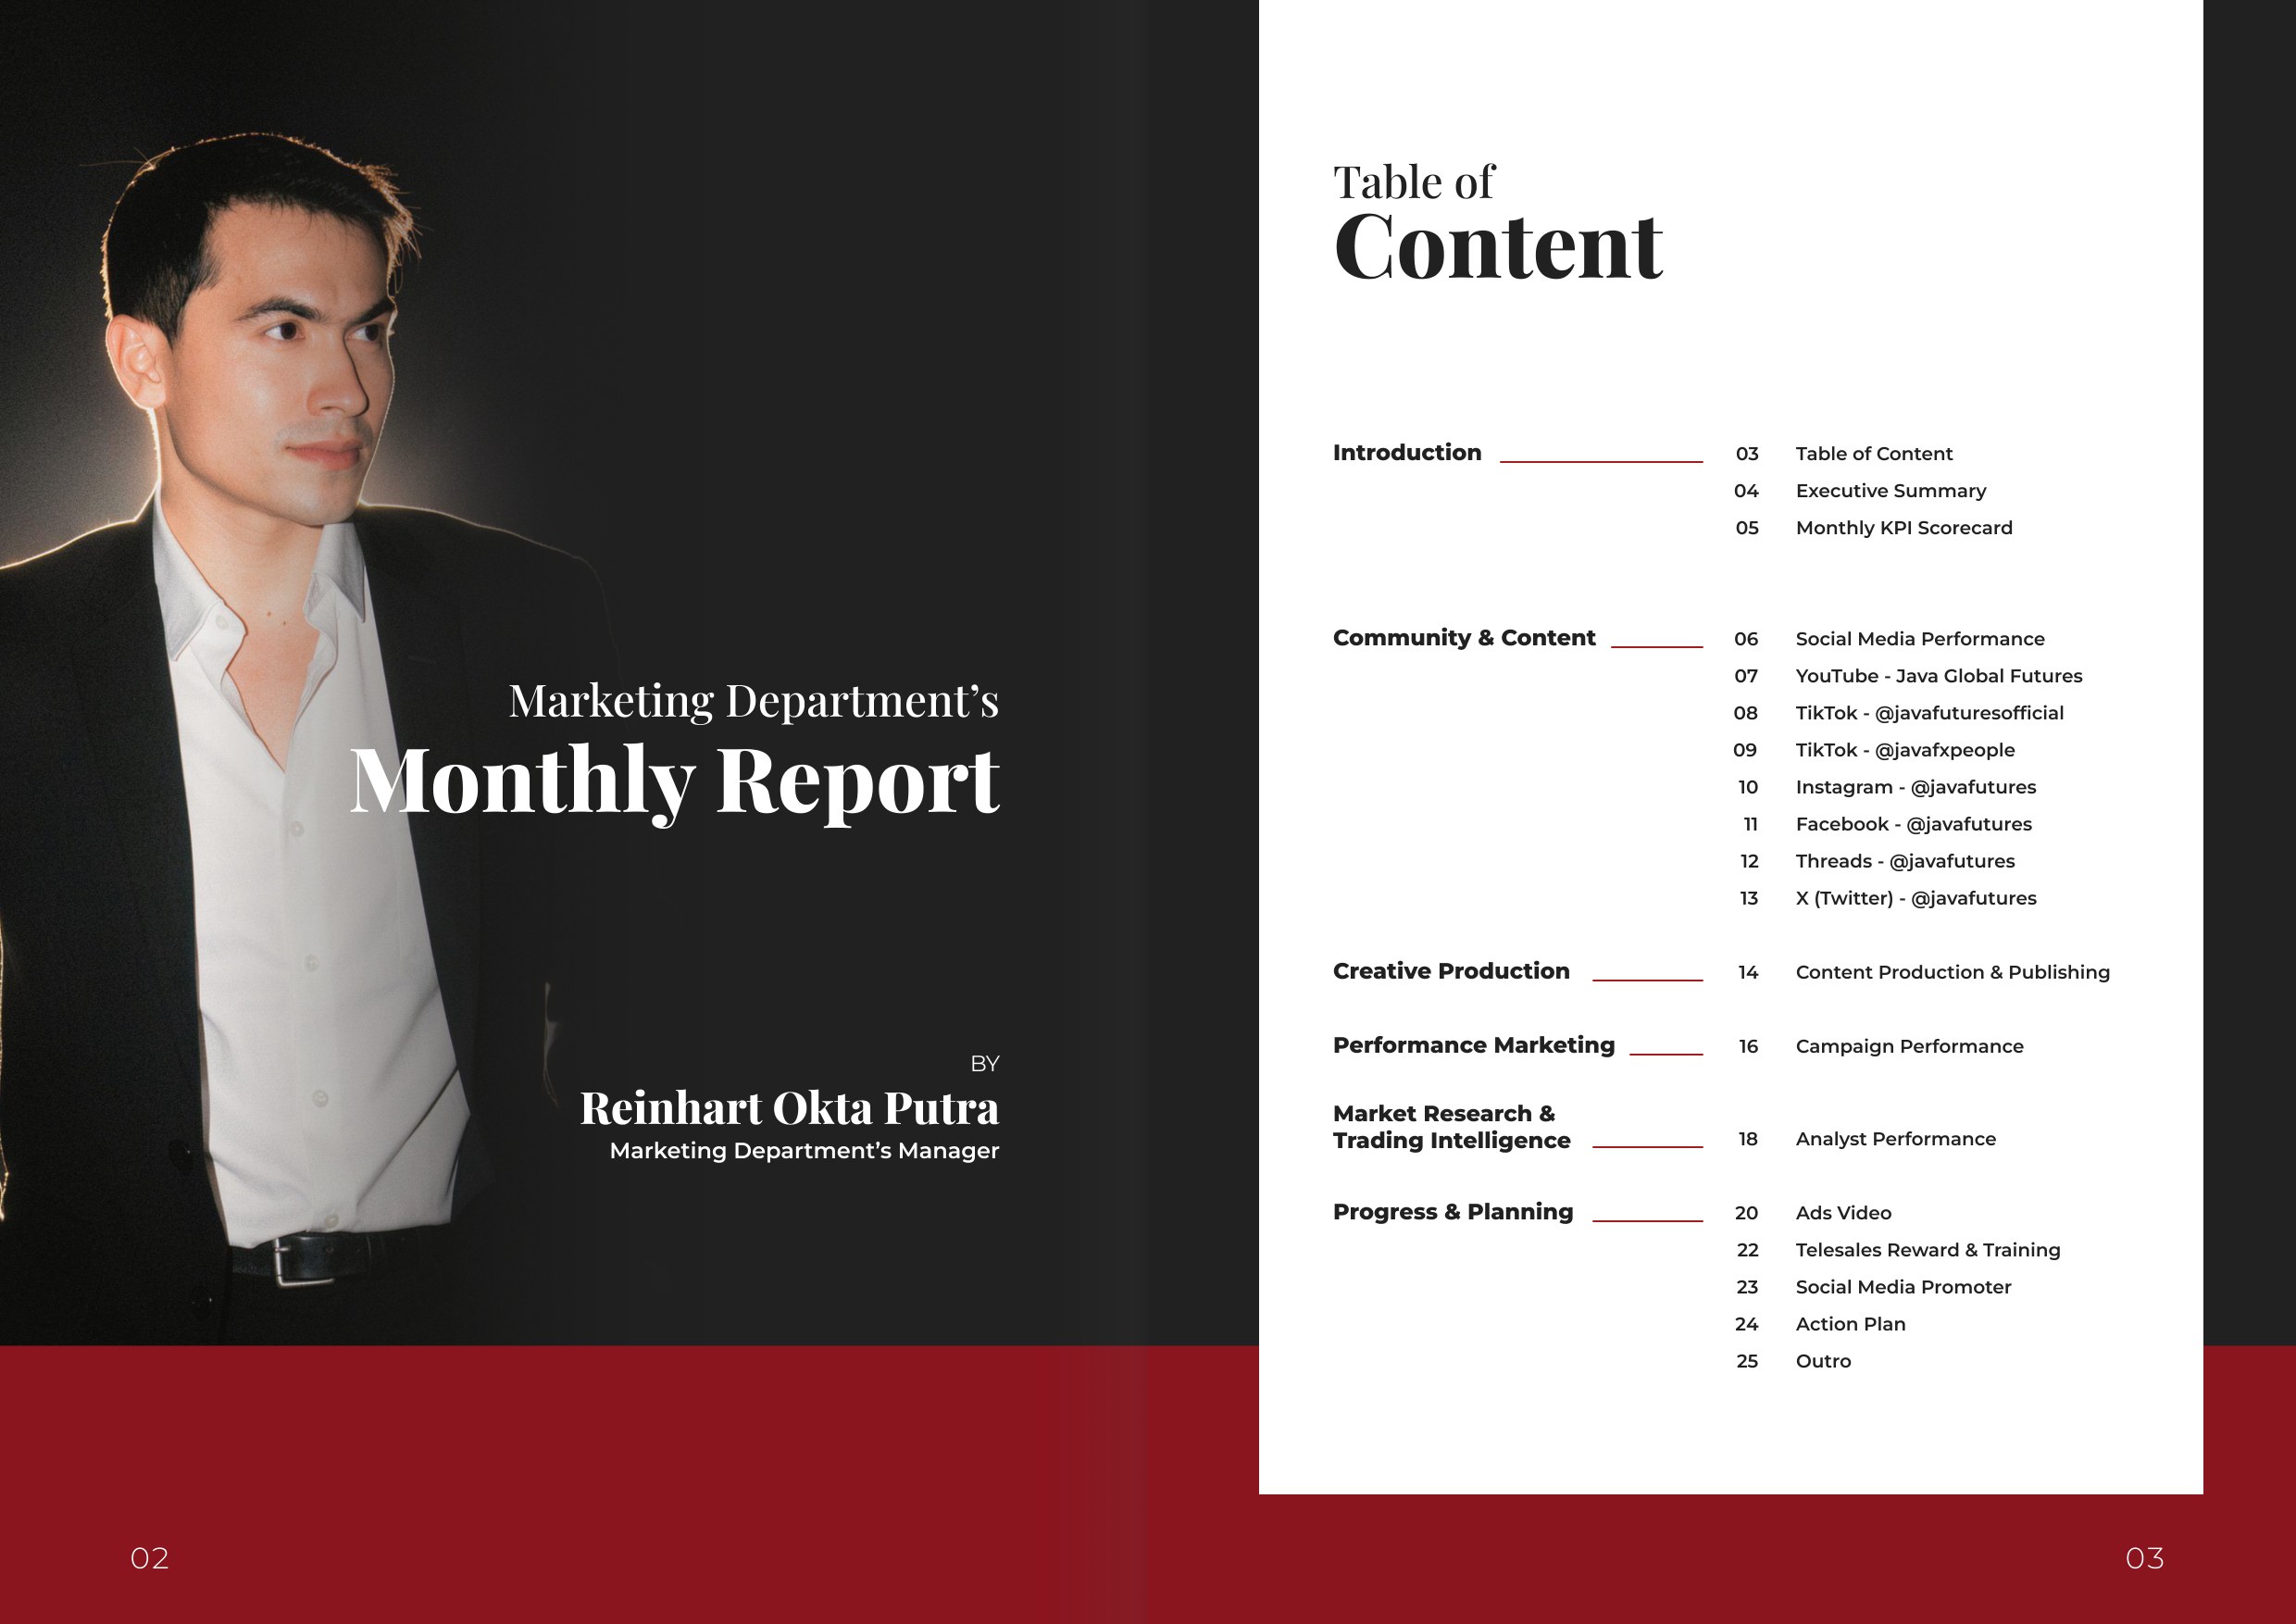 Marketing Department’s
Monthly Report
BY
Reinhart Okta Putra
Marketing Department’s Manager
02
Table of
Content
Introduction
03 Table of Content
04 Executive Summary
05 Monthly KPI Scorecard
Community & Content
06 Social Media Performance
07 YouTube - Java Global Futures
08 TikTok - @javafuturesofficial
09 TikTok - @javafxpeople
10 Instagram - @javafutures
11 Facebook - @javafutures
12 Threads - @javafutures
13 X (Twitter) - @javafutures
Creative Production
14 Content Production & Publishing
Performance Marketing
16 Campaign Performance
Market Research &
Trading Intelligence
18 Analyst Performance
Progress & Planning
20 Ads Video
22 Telesales Reward & Training
23 Social Media Promoter
24 Action Plan
25 Outro
03